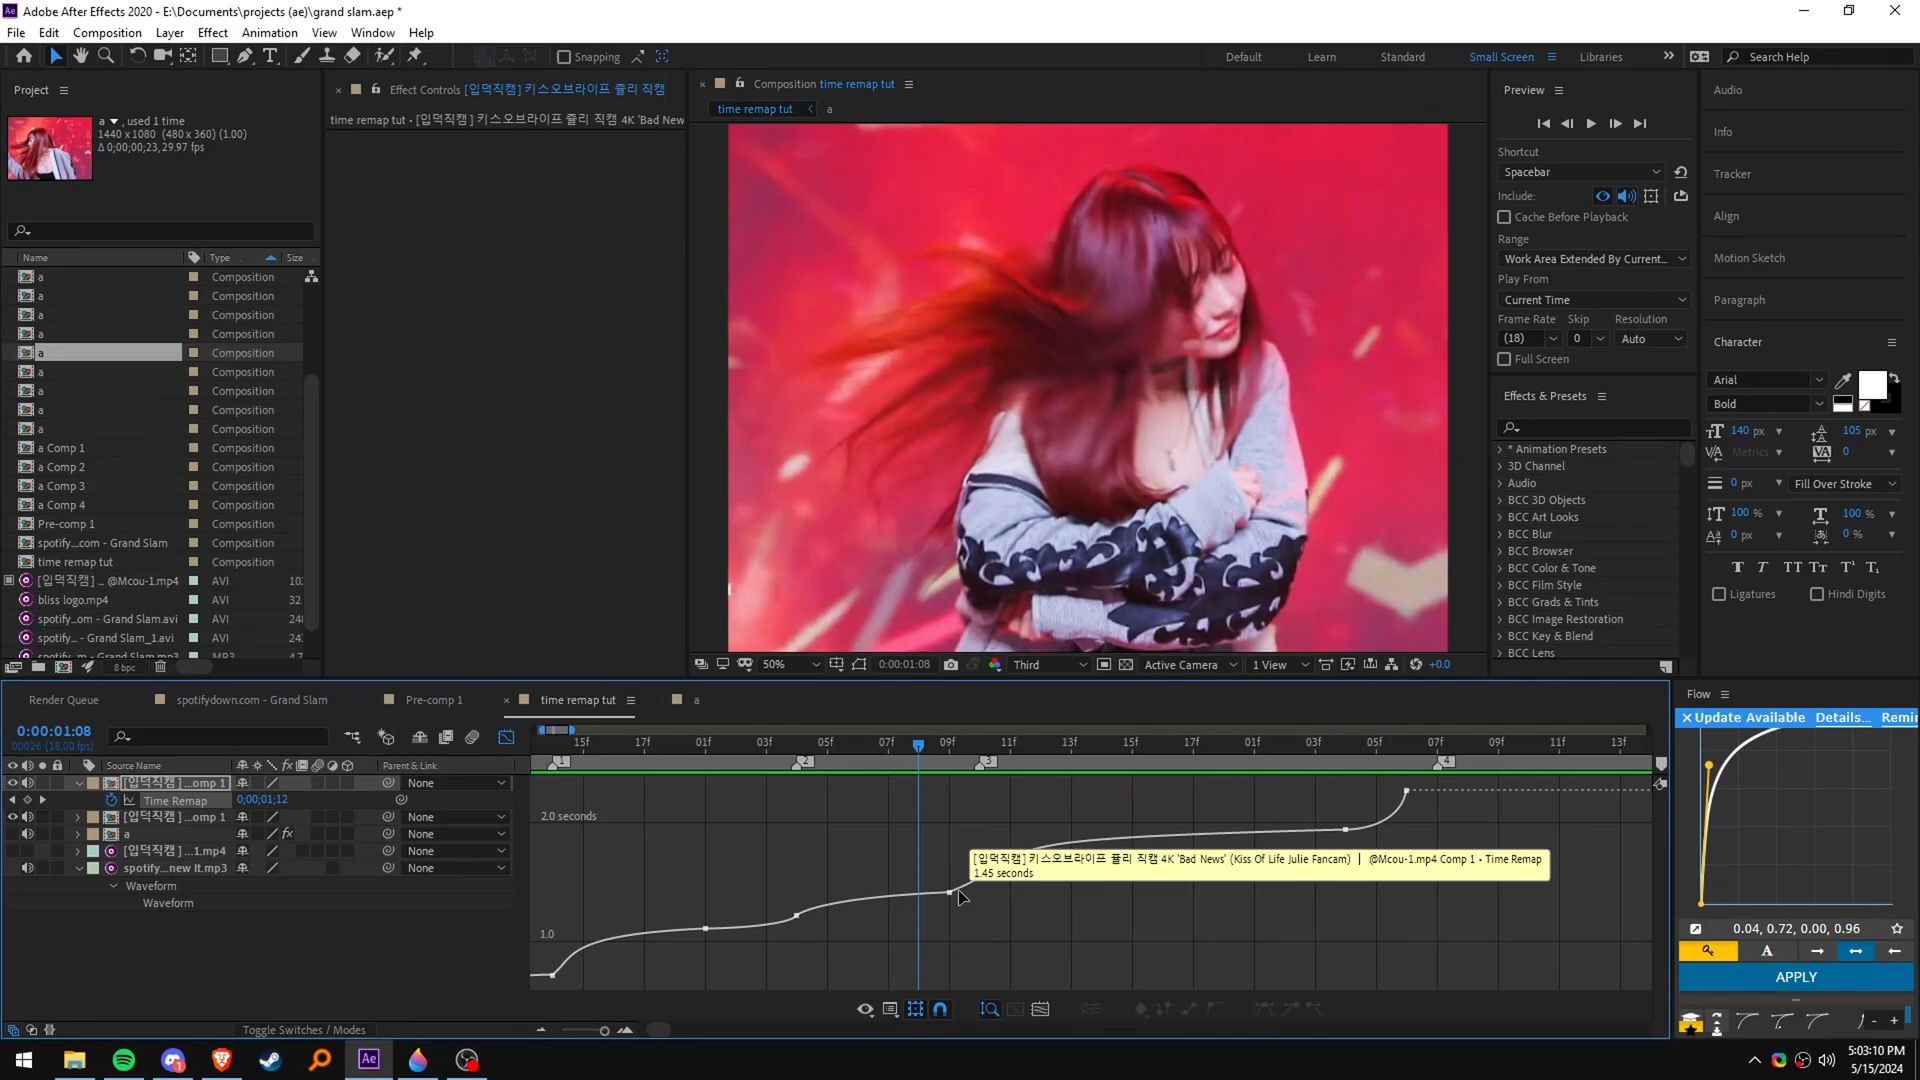 Adobe After Effects 2020 - E:\Documents\projects (ae)\grand slam.aep *
File Edit Composition Layer Effect Animation View Window Help
Snapping
Default Learn Standard Small Screen Libraries
Search Help
Project
a , used 1 time
1440 x 1080 (480 x 360) (1.00)
Δ 0;00;00;23, 29.97 fps
Name Type Size
a Composition
a Composition
a Composition
a Composition
a Composition
a Composition
a Composition
a Composition
a Composition
a Comp 1 Composition
a Comp 2 Composition
a Comp 3 Composition
a Comp 4 Composition
Pre-comp 1 Composition
spotify...com - Grand Slam Composition
time remap tut Composition
[입덕직캠] ... @Mcou-1.mp4 AVI 10:
bliss logo.mp4 AVI 32
spotify...om - Grand Slam.avi AVI 24
spotify... - Grand Slam_1.avi AVI 24
spotify...m - Grand Slam.mp3 MP3 4.7
8 bpc
Effect Controls [입덕직캠] 키스오브라이프 쥴리 직캠
time remap tut • [입덕직캠] 키스오브라이프 쥴리 직캠 4K 'Bad New
Composition time remap tut
time remap tut a
50% 0:00:01:08 Third Active Camera 1 View +0.0
Preview
Shortcut
Spacebar
Include:
Cache Before Playback
Range
Work Area Extended By Current...
Play From
Current Time
Frame Rate Skip Resolution
(18) 0 Auto
Full Screen
Effects & Presets
* Animation Presets
3D Channel
Audio
BCC 3D Objects
BCC Art Looks
BCC Blur
BCC Browser
BCC Color & Tone
BCC Film Style
BCC Grads & Tints
BCC Image Restoration
BCC Key & Blend
BCC Lens
Audio
Info
Tracker
Align
Motion Sketch
Paragraph
Character
Arial
Bold
140 px 105 px
Metrics 0
0 px Fill Over Stroke
100 % 100 %
0 px 0 %
T T TT Tt T¹ T₁
Ligatures Hindi Digits
Render Queue spotifydown.com - Grand Slam Pre-comp 1 time remap tut a
0:00:01:08
00026 (18.00 fps)
15f 17f 01f 03f 05f 07f 09f 11f 13f 15f 17f 01f 03f 05f 07f 09f 11f 13f
1 2 3 4
Source Name Parent & Link
[입덕직캠] ...omp 1 None
Time Remap 0;00;01;12
[입덕직캠] ...omp 1 None
a None
[입덕직캠] ...1.mp4 None
spotify...new lt.mp3 None
Waveform
Waveform
2.0 seconds
1.0
[입덕직캠] 키스오브라이프 쥴리 직캠 4K 'Bad News' (Kiss Of Life Julie Fancam) | @Mcou-1.mp4 Comp 1 • Time Remap
1.45 seconds
Toggle Switches / Modes
Flow
Update Available Details... Remin
0.04, 0.72, 0.00, 0.96
A
APPLY
Ae
5:03:10 PM
5/15/2024